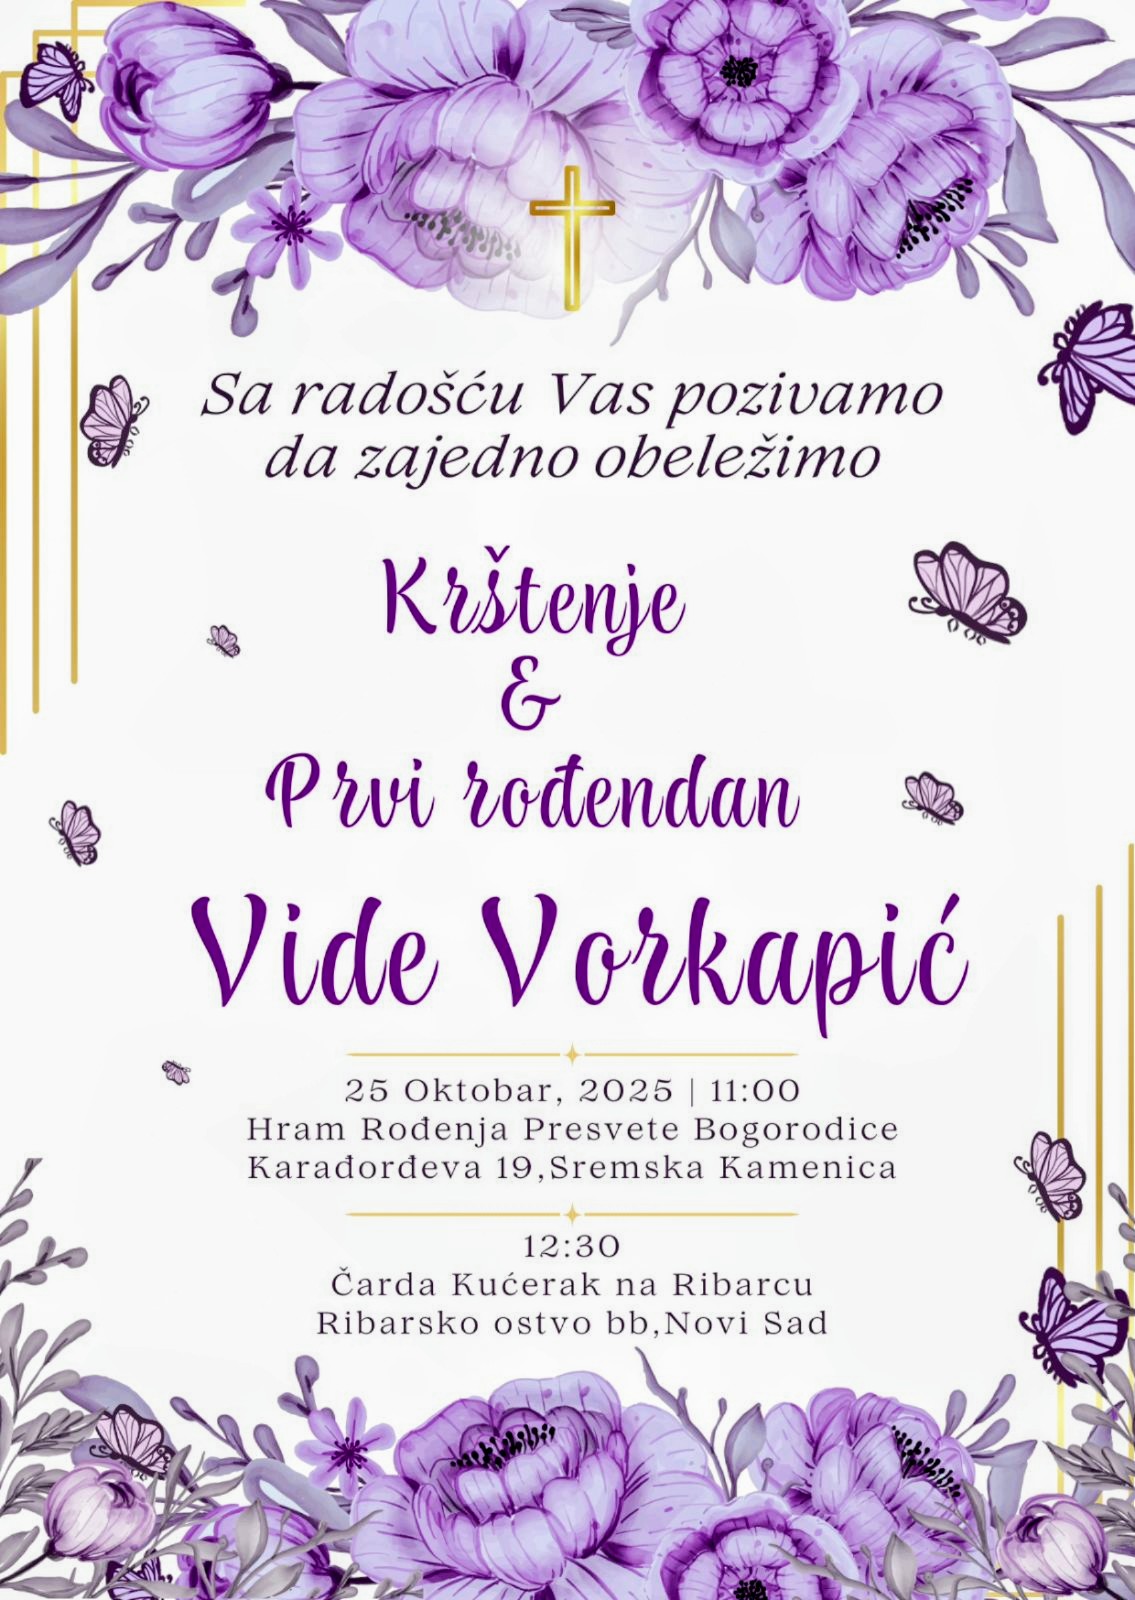 Sa radošću Vas pozivamo
da zajedno obeležimo
Krštenje
&
Prvi rođendan
Vide Vorkapić
25 Oktobar, 2025 | 11:00
Hram Rođenja Presvete Bogorodice
Karađorđeva 19,Sremska Kamenica
12:30
Čarda Kućerak na Ribarcu
Ribarsko ostvo bb,Novi Sad